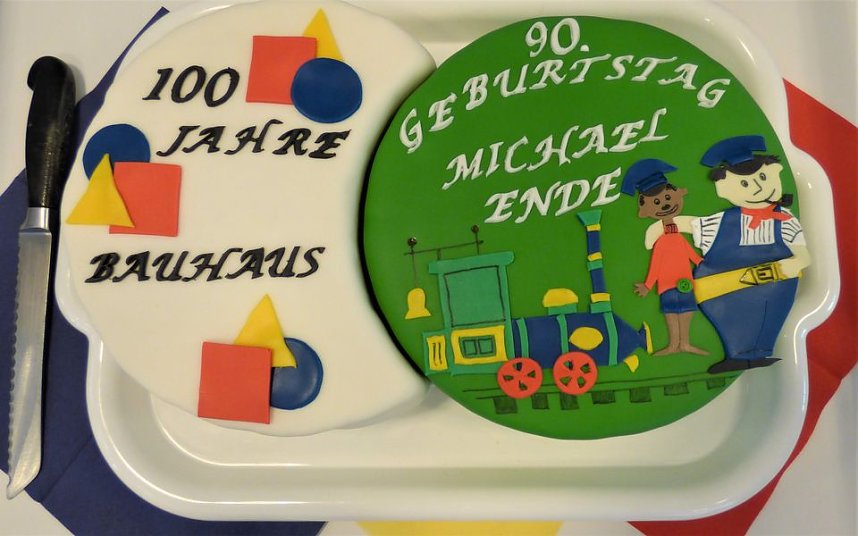 100
JAHRE
BAUHAUS
90.
GEBURTSTAG
MICHAEL
ENDE